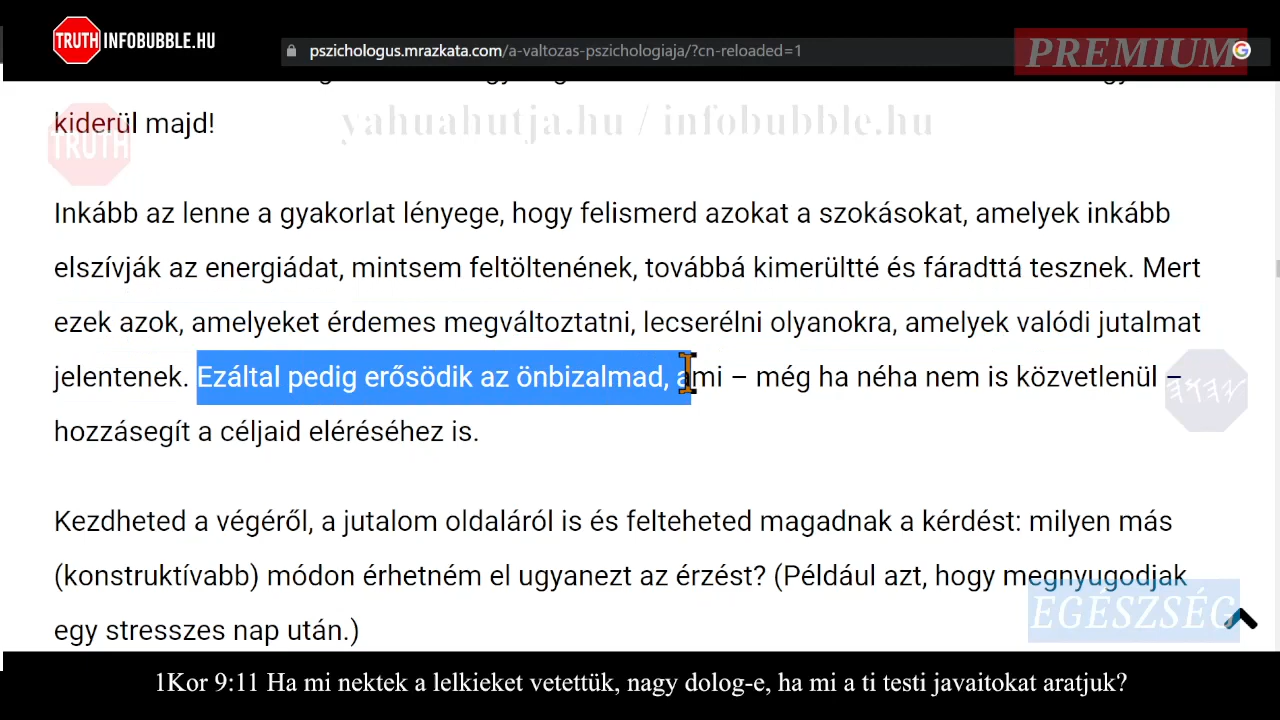 TRUTH INFOBUBBLE.HU
pszichologus.mrazkata.com/a-valtozas-pszichologiaja/?cn-reloaded=1
PREMIUM
kiderül majd!
yahuahutja.hu / infobubble.hu
TRUTH
Inkább az lenne a gyakorlat lényege, hogy felismerd azokat a szokásokat, amelyek inkább
elszívják az energiádat, mintsem feltöltenének, továbbá kimerültté és fáradttá tesznek. Mert
ezek azok, amelyeket érdemes megváltoztatni, lecserélni olyanokra, amelyek valódi jutalmat
jelentenek. Ezáltal pedig erősödik az önbizalmad, ami – még ha néha nem is közvetlenül –
hozzásegít a céljaid eléréséhez is.
Kezdheted a végéről, a jutalom oldaláról is és felteheted magadnak a kérdést: milyen más
(konstruktívabb) módon érhetném el ugyanezt az érzést? (Például azt, hogy megnyugodjak
egy stresszes nap után.)
EGÉSZSÉG
1Kor 9:11 Ha mi nektek a lelkieket vetettük, nagy dolog-e, ha mi a ti testi javaitokat aratjuk?